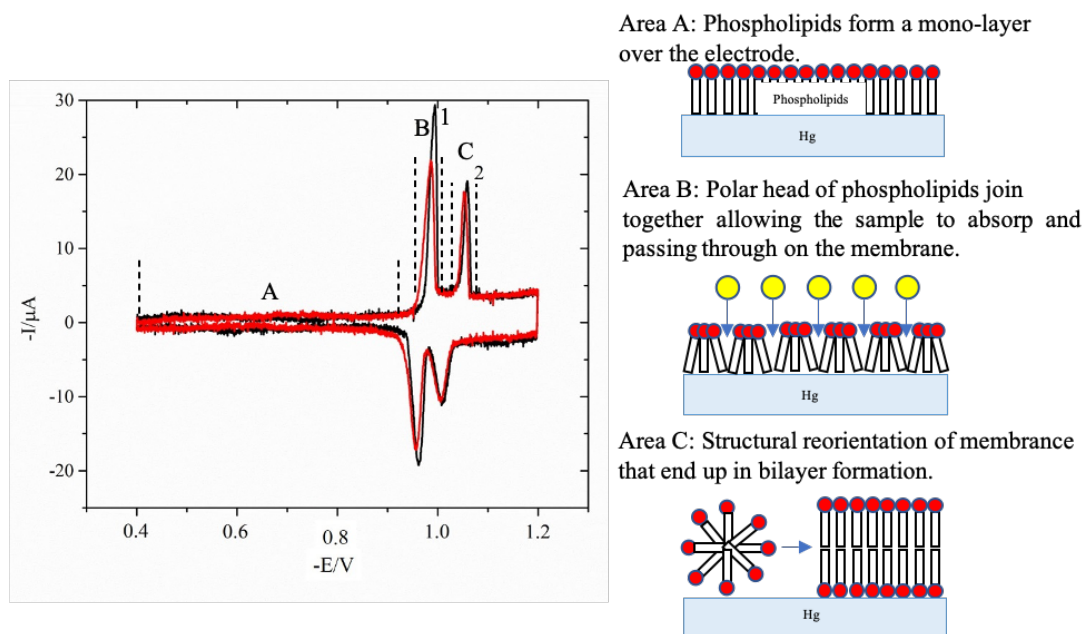 30
20
10
0
-10
-20
-I/µA
0.4
0.6
0.8
1.0
1.2
-E/V
A
B
1
C
2
Area A: Phospholipids form a mono-layer
over the electrode.
Phospholipids
Hg
Area B: Polar head of phospholipids join
together allowing the sample to absorp and
passing through on the membrane.
Hg
Area C: Structural reorientation of membrance
that end up in bilayer formation.
Hg